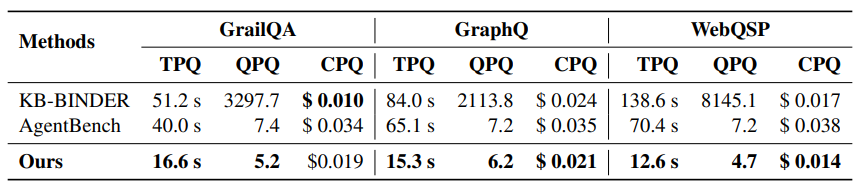 Methods GrailQA GraphQ WebQSP
TPQ QPQ CPQ TPQ QPQ CPQ TPQ QPQ CPQ
KB-BINDER 51.2 s 3297.7 $ 0.010 84.0 s 2113.8 $ 0.024 138.6 s 8145.1 $ 0.017
AgentBench 40.0 s 7.4 $ 0.034 65.1 s 7.2 $ 0.035 70.4 s 7.2 $ 0.038
Ours 16.6 s 5.2 $0.019 15.3 s 6.2 $ 0.021 12.6 s 4.7 $ 0.014